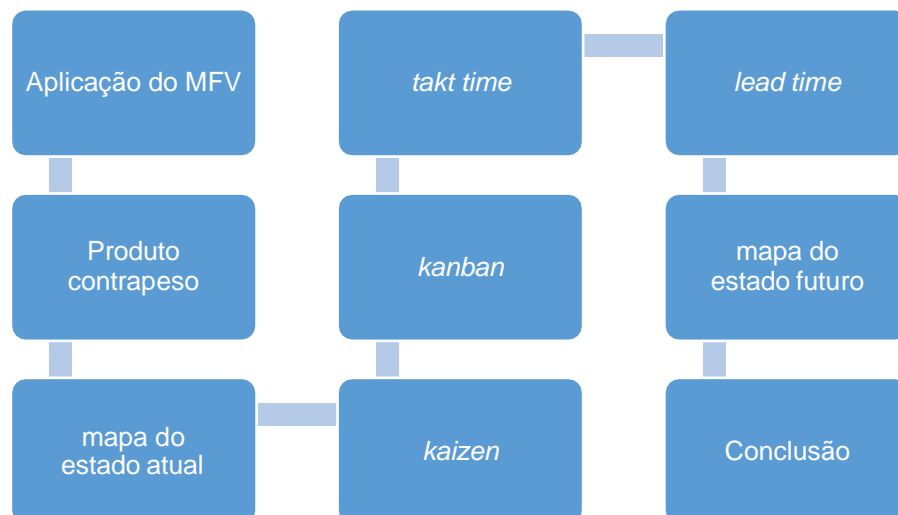 Aplicação do MFV
Produto
contrapeso
mapa do
estado atual
kaizen
kanban
takt time
lead time
mapa do
estado futuro
Conclusão